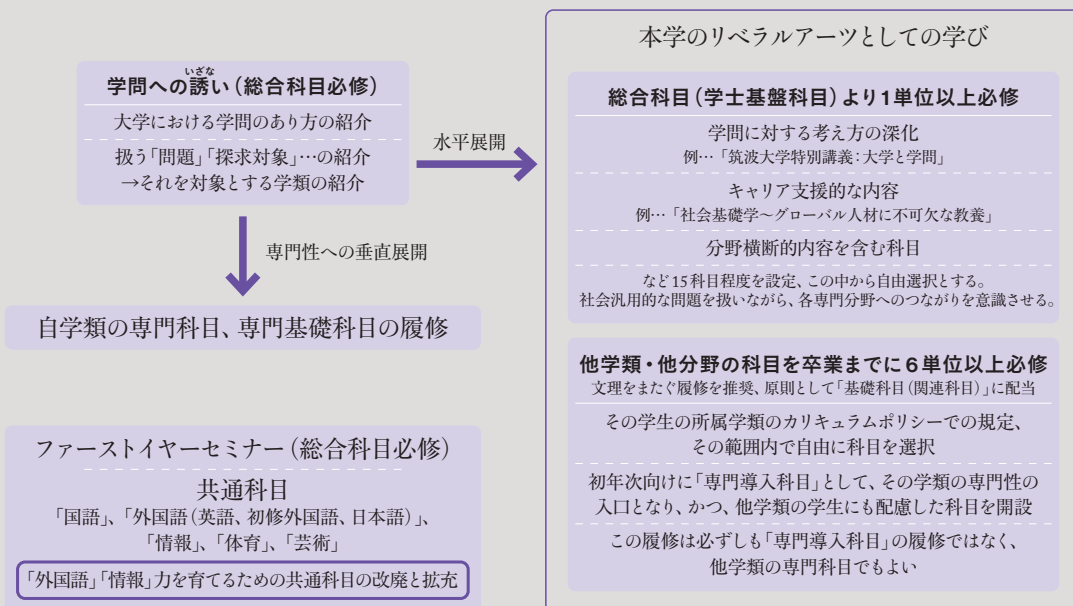 学問への誘い（総合科目必修）
いざな
大学における学問のあり方の紹介
扱う「問題」「探求対象」…の紹介
→それを対象とする学類の紹介
水平展開
専門性への垂直展開
自学類の専門科目、専門基礎科目の履修
ファーストイヤーセミナー（総合科目必修）
共通科目
「国語」、「外国語（英語、初修外国語、日本語）」、
「情報」、「体育」、「芸術」
「外国語」「情報」力を育てるための共通科目の改廃と拡充
本学のリベラルアーツとしての学び
総合科目（学士基盤科目）より1単位以上必修
学問に対する考え方の深化
例…「筑波大学特別講義：大学と学問」
キャリア支援的な内容
例…「社会基礎学～グローバル人材に不可欠な教養」
分野横断的内容を含む科目
など15科目程度を設定、この中から自由選択とする。
社会汎用的な問題を扱いながら、各専門分野へのつながりを意識させる。
他学類・他分野の科目を卒業までに6単位以上必修
文理をまたぐ履修を推奨、原則として「基礎科目（関連科目）」に配当
その学生の所属学類のカリキュラムポリシーでの規定、
その範囲内で自由に科目を選択
初年次向けに「専門導入科目」として、その学類の専門性の
入口となり、かつ、他学類の学生にも配慮した科目を開設
この履修は必ずしも「専門導入科目」の履修ではなく、
他学類の専門科目でもよい